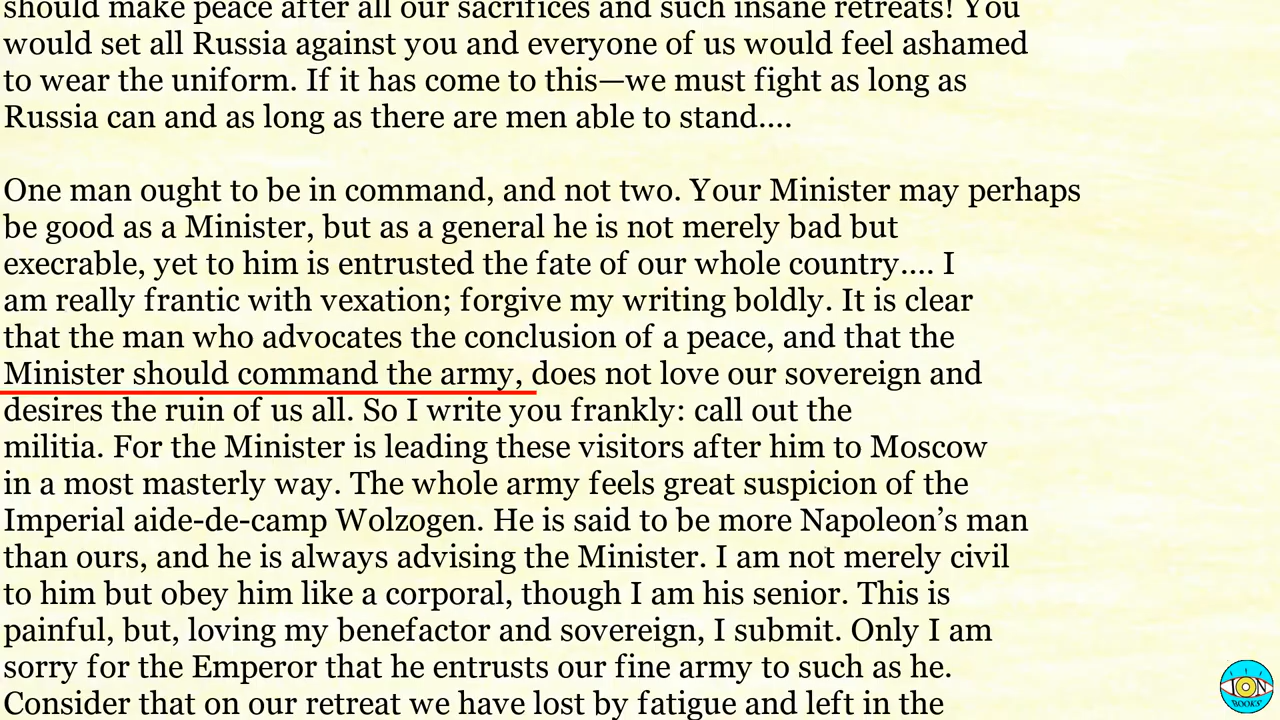 should make peace after all our sacrifices and such insane retreats! You
would set all Russia against you and everyone of us would feel ashamed
to wear the uniform. If it has come to this—we must fight as long as
Russia can and as long as there are men able to stand....
One man ought to be in command, and not two. Your Minister may perhaps
be good as a Minister, but as a general he is not merely bad but
execrable, yet to him is entrusted the fate of our whole country.... I
am really frantic with vexation; forgive my writing boldly. It is clear
that the man who advocates the conclusion of a peace, and that the
Minister should command the army, does not love our sovereign and
desires the ruin of us all. So I write you frankly: call out the
militia. For the Minister is leading these visitors after him to Moscow
in a most masterly way. The whole army feels great suspicion of the
Imperial aide-de-camp Wolzogen. He is said to be more Napoleon’s man
than ours, and he is always advising the Minister. I am not merely civil
to him but obey him like a corporal, though I am his senior. This is
painful, but, loving my benefactor and sovereign, I submit. Only I am
sorry for the Emperor that he entrusts our fine army to such as he.
Consider that on our retreat we have lost by fatigue and left in the
ION
BOOKS